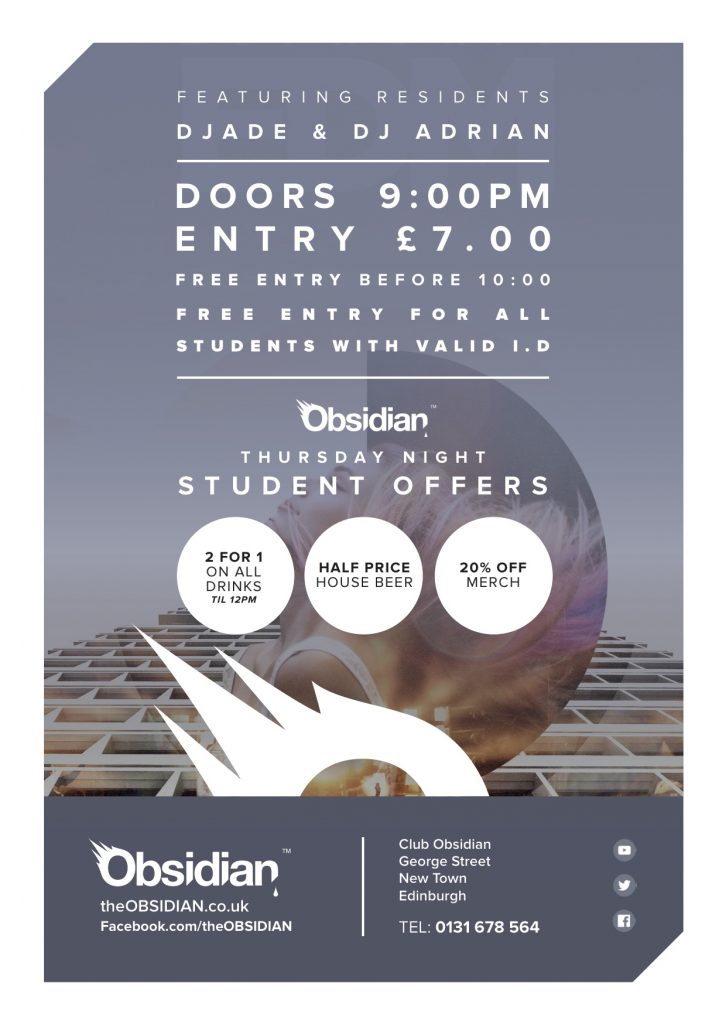 FEATURING RESIDENTS
DJADE & DJ ADRIAN
DOORS 9:00PM
ENTRY £7.00
FREE ENTRY BEFORE 10:00
FREE ENTRY FOR ALL
STUDENTS WITH VALID I.D
Obsidian™
THURSDAY NIGHT
STUDENT OFFERS
2 FOR 1
ON ALL
DRINKS
TIL 12PM
HALF PRICE
HOUSE BEER
20% OFF
MERCH
Obsidian™
theOBSIDIAN.co.uk
Facebook.com/theOBSIDIAN
Club Obsidian
George Street
New Town
Edinburgh
TEL: 0131 678 564